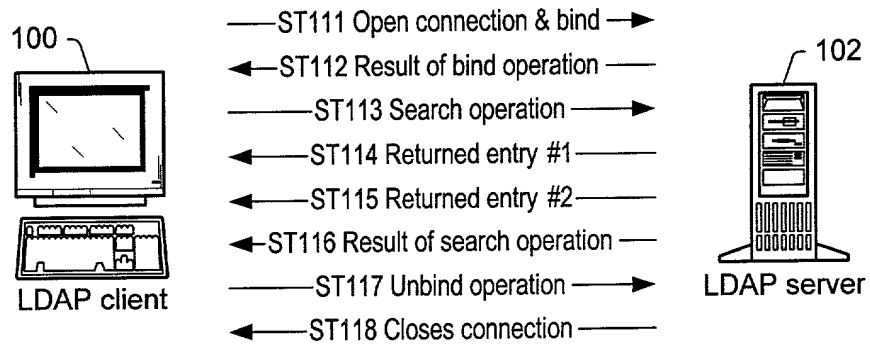 100
ST111 Open connection & bind
ST112 Result of bind operation
102
ST113 Search operation
ST114 Returned entry #1
ST115 Returned entry #2
ST116 Result of search operation
LDAP client
ST117 Unbind operation
LDAP server
ST118 Closes connection